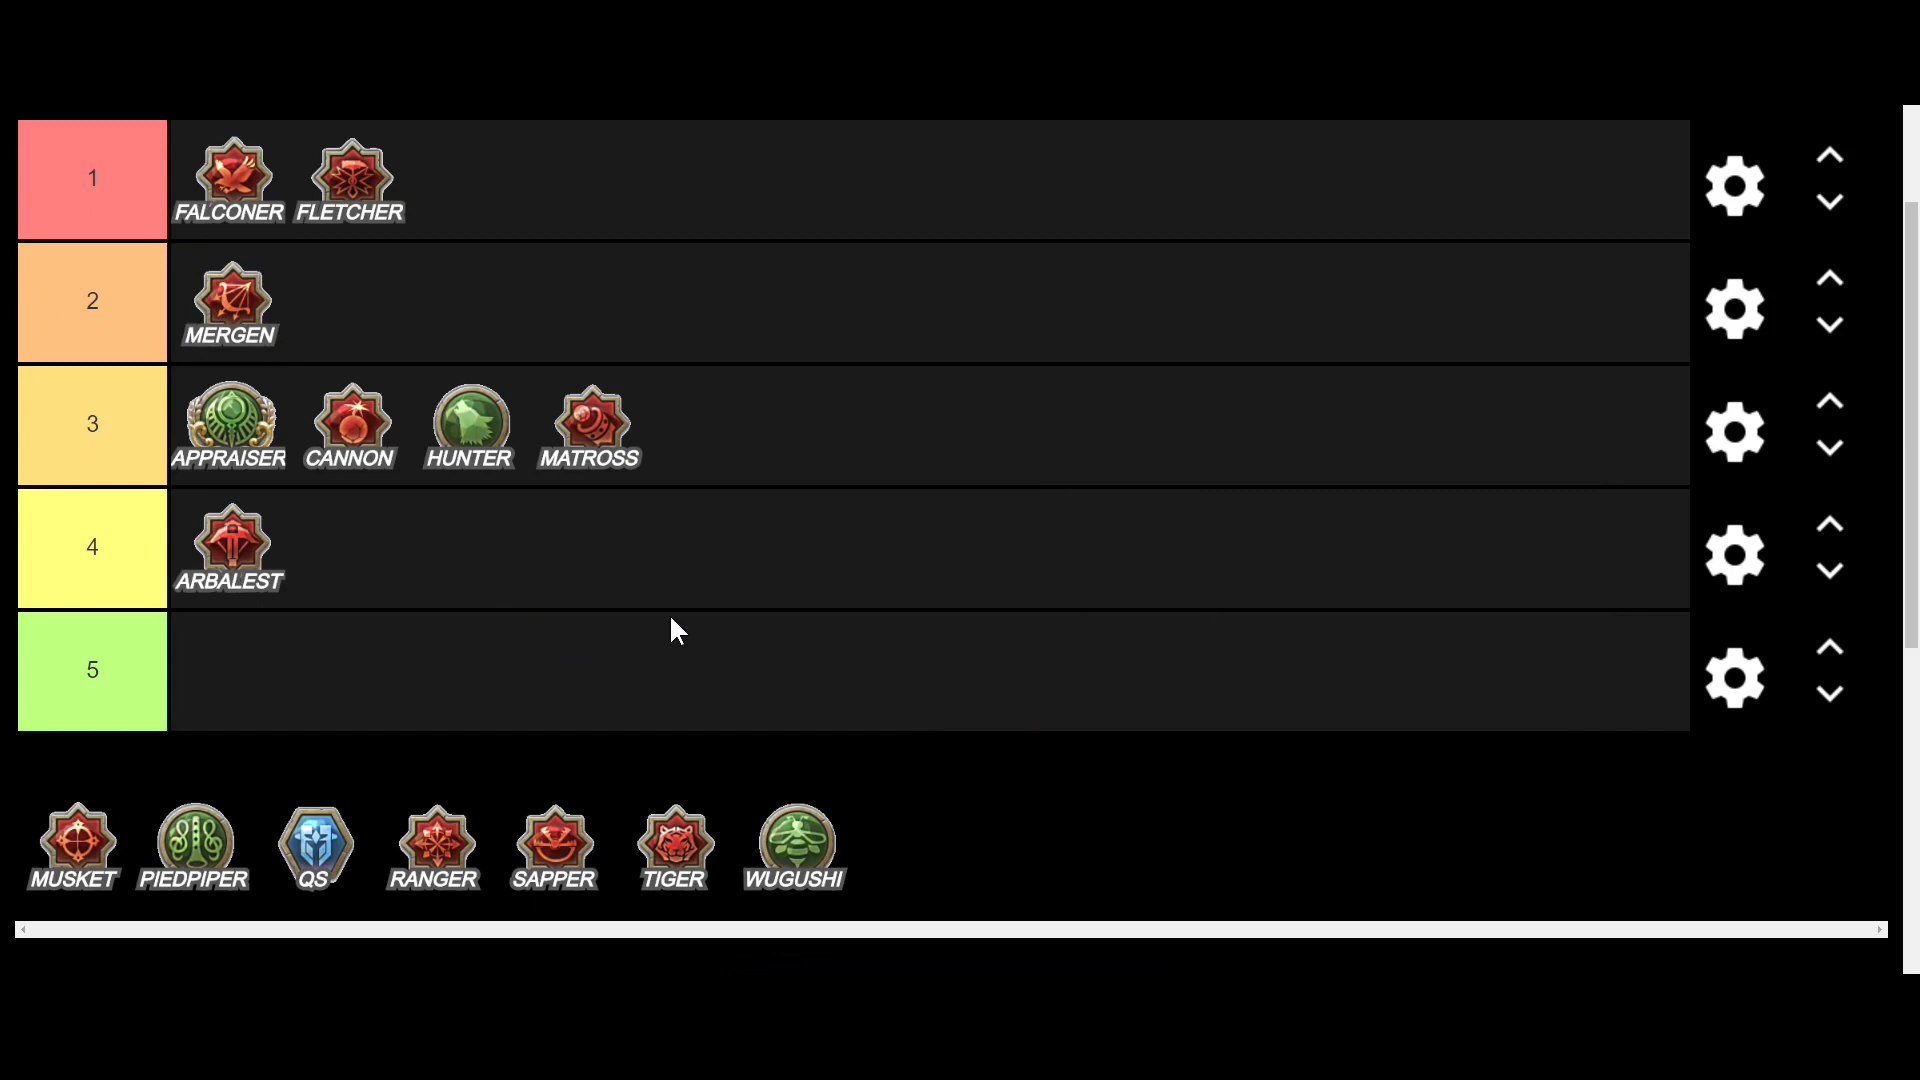 1
FALCONER FLETCHER
2
MERGEN
3
APPRAISER CANNON HUNTER MATROSS
4
ARBALEST
5
MUSKET PIEDPIPER QS RANGER SAPPER TIGER WUGUSHI